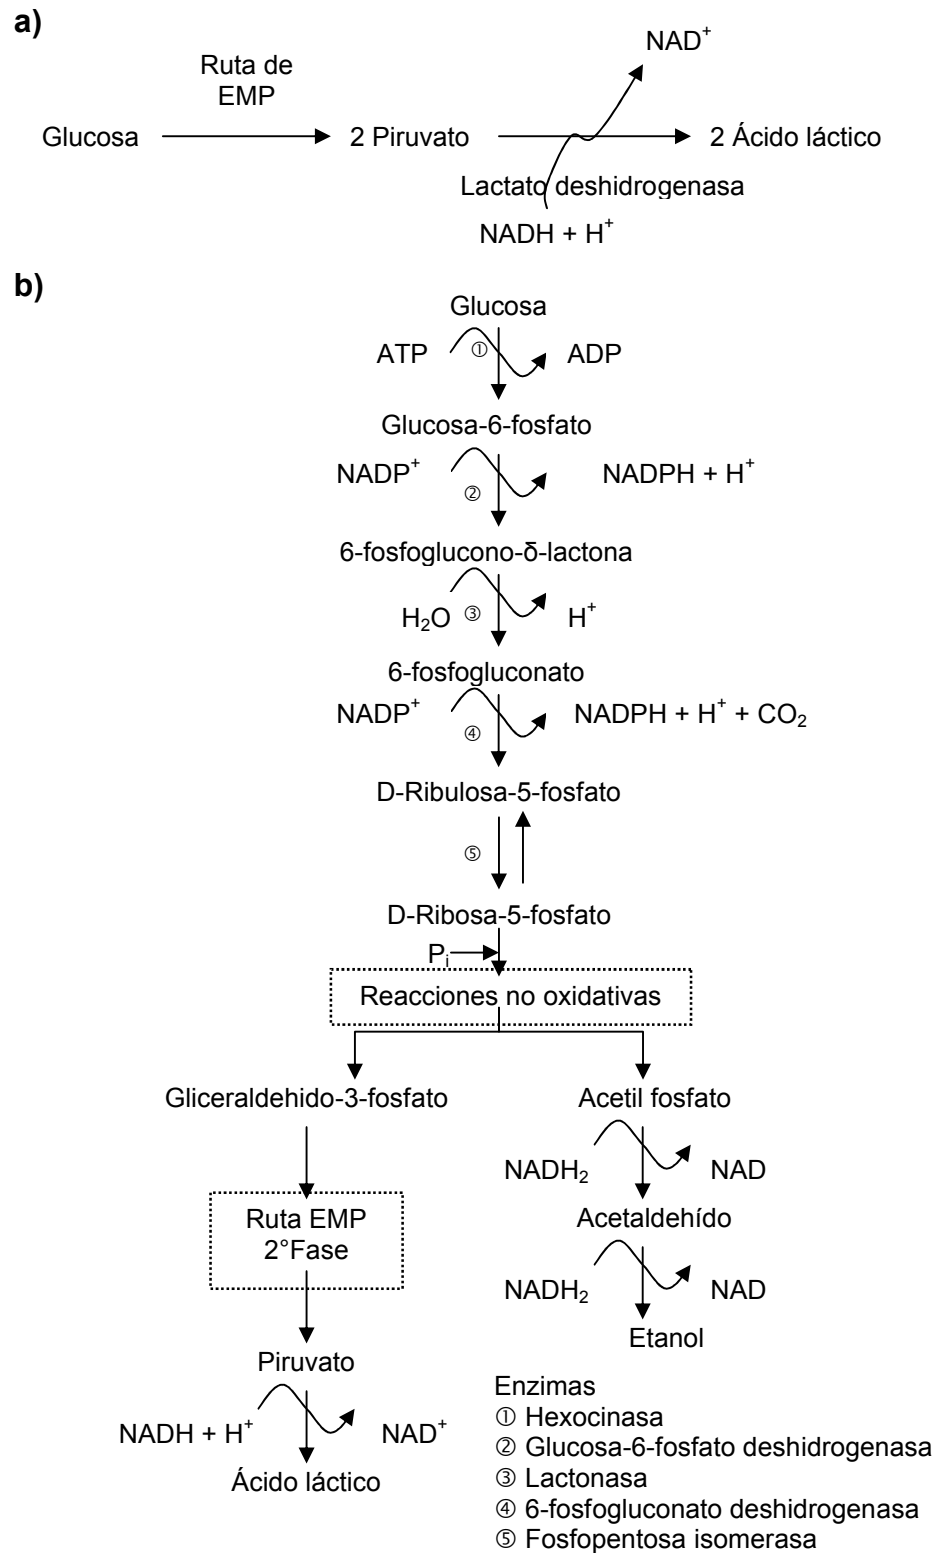 a)
NAD⁺
Ruta de
EMP
Glucosa 2 Piruvato 2 Ácido láctico
Lactato deshidrogenasa
NADH + H⁺
b)
Glucosa
ATP ① ADP
Glucosa-6-fosfato
NADP⁺ ② NADPH + H⁺
6-fosfoglucono-δ-lactona
H₂O ③ H⁺
6-fosfogluconato
NADP⁺ ④ NADPH + H⁺ + CO₂
D-Ribulosa-5-fosfato
⑤
D-Ribosa-5-fosfato
Pᵢ
Reacciones no oxidativas
Gliceraldehido-3-fosfato Acetil fosfato
NADH₂ NAD
Ruta EMP
2°Fase
Acetaldehído
NADH₂ NAD
Etanol
Piruvato
NADH + H⁺ NAD⁺
Ácido láctico
Enzimas
① Hexocinasa
② Glucosa-6-fosfato deshidrogenasa
③ Lactonasa
④ 6-fosfogluconato deshidrogenasa
⑤ Fosfopentosa isomerasa